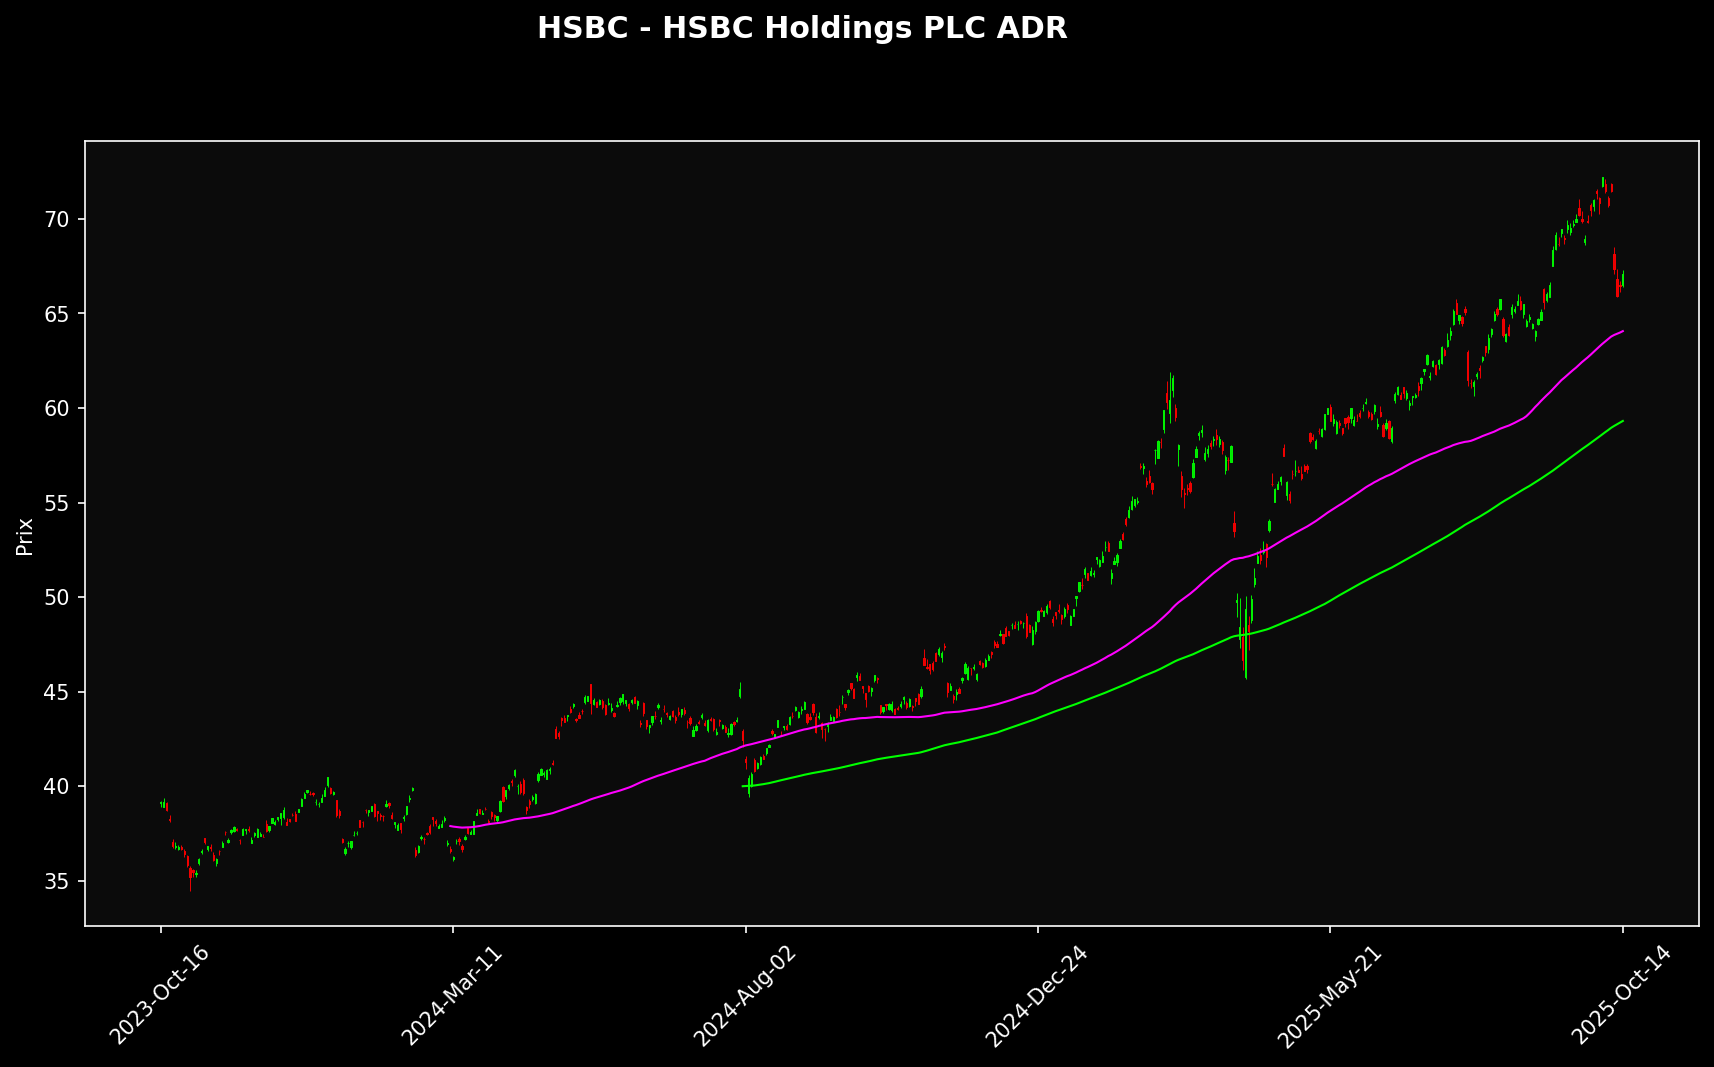 HSBC - HSBC Holdings PLC ADR
Prix
70
65
60
55
50
45
40
35
2023-Oct-16
2024-Mar-11
2024-Aug-02
2024-Dec-24
2025-May-21
2025-Oct-14